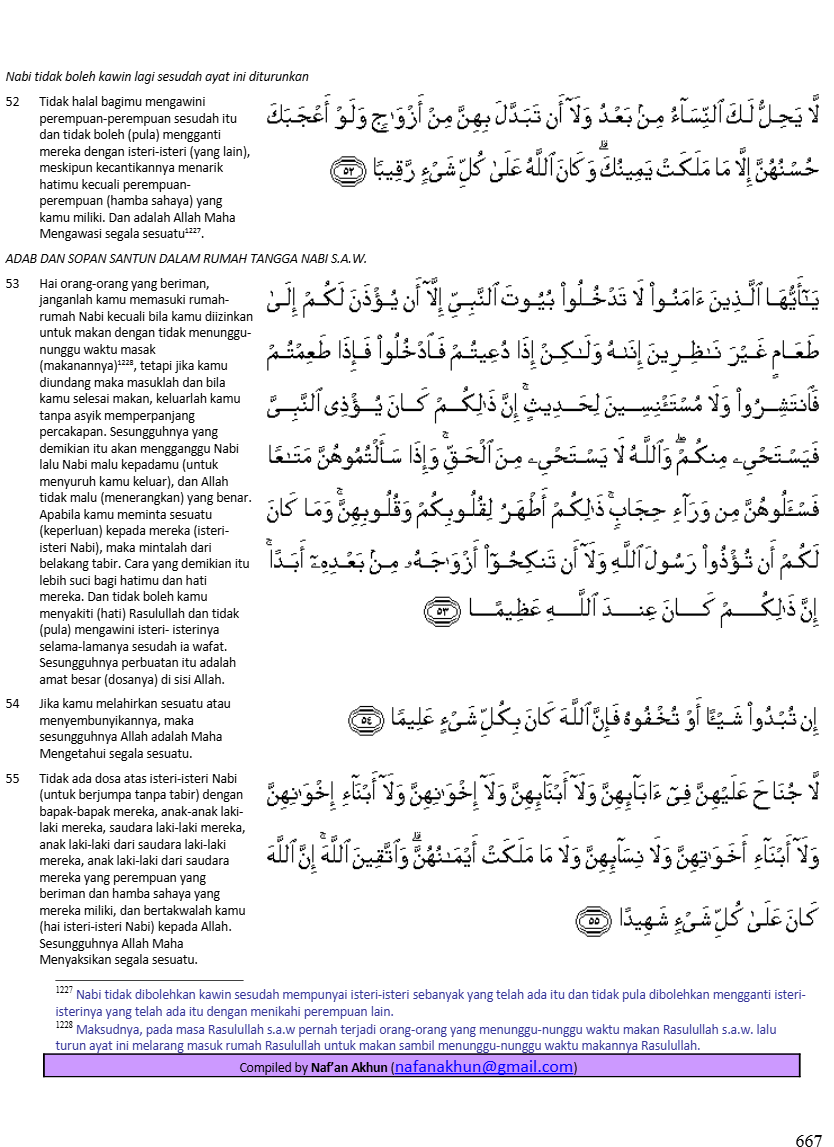 Nabi tidak boleh kawin lagi sesudah ayat ini diturunkan
52 Tidak halal bagimu mengawini
perempuan-perempuan sesudah itu
dan tidak boleh (pula) mengganti
mereka dengan isteri-isteri (yang lain),
meskipun kecantikannya menarik
hatimu kecuali perempuan-
perempuan (hamba sahaya) yang
kamu miliki. Dan adalah Allah Maha
Mengawasi segala sesuatu¹²²⁷.
لَّا يَحِلُّ لَكَ ٱلنِّسَآءُ مِنۢ بَعْدُ وَلَآ أَن تَبَدَّلَ بِهِنَّ مِنْ أَزْوَٰجٍ وَلَوْ أَعْجَبَكَ
حُسْنُهُنَّ إِلَّا مَا مَلَكَتْ يَمِينُكَ ۗ وَكَانَ ٱللَّهُ عَلَىٰ كُلِّ شَىْءٍ رَّقِيبًا ٥٢
ADAB DAN SOPAN SANTUN DALAM RUMAH TANGGA NABI S.A.W.
53 Hai orang-orang yang beriman,
janganlah kamu memasuki rumah-
rumah Nabi kecuali bila kamu diizinkan
untuk makan dengan tidak menunggu-
nunggu waktu masak
(makanannya)¹²²⁸, tetapi jika kamu
diundang maka masuklah dan bila
kamu selesai makan, keluarlah kamu
tanpa asyik memperpanjang
percakapan. Sesungguhnya yang
demikian itu akan mengganggu Nabi
lalu Nabi malu kepadamu (untuk
menyuruh kamu keluar), dan Allah
tidak malu (menerangkan) yang benar.
Apabila kamu meminta sesuatu
(keperluan) kepada mereka (isteri-
isteri Nabi), maka mintalah dari
belakang tabir. Cara yang demikian itu
lebih suci bagi hatimu dan hati
mereka. Dan tidak boleh kamu
menyakiti (hati) Rasulullah dan tidak
(pula) mengawini isteri- isterinya
selama-lamanya sesudah ia wafat.
Sesungguhnya perbuatan itu adalah
amat besar (dosanya) di sisi Allah.
يَـٰٓأَيُّهَا ٱلَّذِينَ ءَامَنُوا۟ لَا تَدْخُلُوا۟ بُيُوتَ ٱلنَّبِىِّ إِلَّآ أَن يُؤْذَنَ لَكُمْ إِلَىٰ
طَعَامٍ غَيْرَ نَـٰظِرِينَ إِنَىٰهُ وَلَـٰكِنْ إِذَا دُعِيتُمْ فَٱدْخُلُوا۟ فَإِذَا طَعِمْتُمْ
فَٱنتَشِرُوا۟ وَلَا مُسْتَـْٔنِسِينَ لِحَدِيثٍ ۚ إِنَّ ذَٰلِكُمْ كَانَ يُؤْذِى ٱلنَّبِىَّ
فَيَسْتَحْىِۦ مِنكُمْ ۖ وَٱللَّهُ لَا يَسْتَحْىِۦ مِنَ ٱلْحَقِّ ۚ وَإِذَا سَأَلْتُمُوهُنَّ مَتَـٰعًا
فَسْـَٔلُوهُنَّ مِن وَرَآءِ حِجَابٍ ۚ ذَٰلِكُمْ أَطْهَرُ لِقُلُوبِكُمْ وَقُلُوبِهِنَّ ۚ وَمَا كَانَ
لَكُمْ أَن تُؤْذُوا۟ رَسُولَ ٱللَّهِ وَلَآ أَن تَنكِحُوٓا۟ أَزْوَٰجَهُۥ مِنۢ بَعْدِهِۦٓ أَبَدًا ۚ
إِنَّ ذَٰلِكُمْ كَانَ عِندَ ٱللَّهِ عَظِيمًا ٥٣
54 Jika kamu melahirkan sesuatu atau
menyembunyikannya, maka
sesungguhnya Allah adalah Maha
Mengetahui segala sesuatu.
إِن تُبْدُوا۟ شَيْـًٔا أَوْ تُخْفُوهُ فَإِنَّ ٱللَّهَ كَانَ بِكُلِّ شَىْءٍ عَلِيمًا ٥٤
55 Tidak ada dosa atas isteri-isteri Nabi
(untuk berjumpa tanpa tabir) dengan
bapak-bapak mereka, anak-anak laki-
laki mereka, saudara laki-laki mereka,
anak laki-laki dari saudara laki-laki
mereka, anak laki-laki dari saudara
mereka yang perempuan yang
beriman dan hamba sahaya yang
mereka miliki, dan bertakwalah kamu
(hai isteri-isteri Nabi) kepada Allah.
Sesungguhnya Allah Maha
Menyaksikan segala sesuatu.
لَّا جُنَاحَ عَلَيْهِنَّ فِىٓ ءَابَآئِهِنَّ وَلَآ أَبْنَآئِهِنَّ وَلَآ إِخْوَٰنِهِنَّ وَلَآ أَبْنَآءِ إِخْوَٰنِهِنَّ
وَلَآ أَبْنَآءِ أَخَوَٰتِهِنَّ وَلَا نِسَآئِهِنَّ وَلَا مَا مَلَكَتْ أَيْمَـٰنُهُنَّ ۗ وَٱتَّقِينَ ٱللَّهَ ۚ إِنَّ ٱللَّهَ
كَانَ عَلَىٰ كُلِّ شَىْءٍ شَهِيدًا ٥٥
¹²²⁷ Nabi tidak dibolehkan kawin sesudah mempunyai isteri-isteri sebanyak yang telah ada itu dan tidak pula dibolehkan mengganti isteri-
isterinya yang telah ada itu dengan menikahi perempuan lain.
¹²²⁸ Maksudnya, pada masa Rasulullah s.a.w pernah terjadi orang-orang yang menunggu-nunggu waktu makan Rasulullah s.a.w. lalu
turun ayat ini melarang masuk rumah Rasulullah untuk makan sambil menunggu-nunggu waktu makannya Rasulullah.
Compiled by Naf’an Akhun (nafanakhun@gmail.com)
667